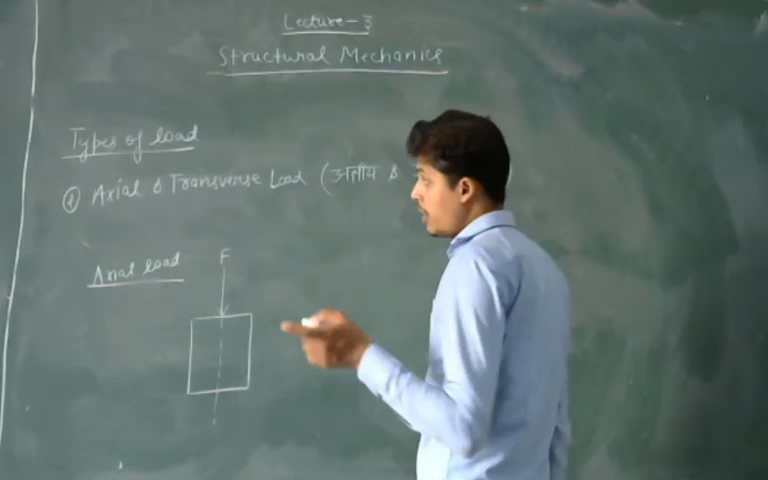 Lecture-3
Structural Mechanics
Types of load
① Axial & Transverse Load (अक्षीय &
Axial load
F